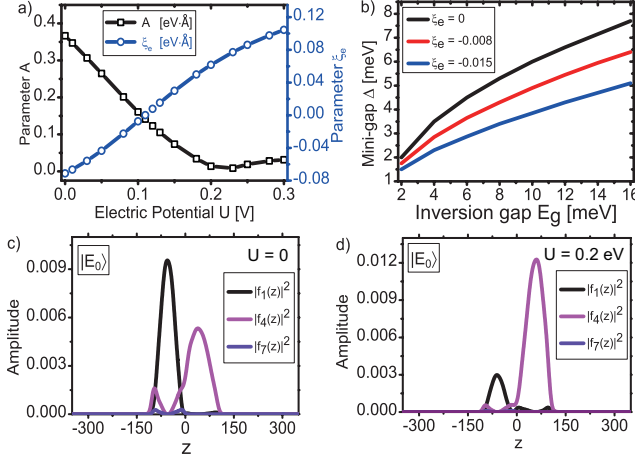 a)
0.4
0.3
0.2
0.1
0.0
Parameter A
A [eV·Å]
ξe [eV·Å]
0.12
0.08
0.04
0.00
-0.04
-0.08
Parameter ξe
0.0 0.1 0.2 0.3
Electric Potential U [V]
b)
8
7
6
5
4
3
2
Mini-gap Δ [meV]
ξe = 0
ξe = -0.008
ξe = -0.015
2 4 6 8 10 12 14 16
Inversion gap Eg [meV]
c)
|E0⟩
U = 0
|f1(z)|²
|f4(z)|²
|f7(z)|²
0.009
0.006
0.003
0.000
Amplitude
-300 -150 0 150 300
z
d)
|E0⟩
U = 0.2 eV
|f1(z)|²
|f4(z)|²
|f7(z)|²
0.012
0.009
0.006
0.003
0.000
Amplitude
-300 -150 0 150 300
z